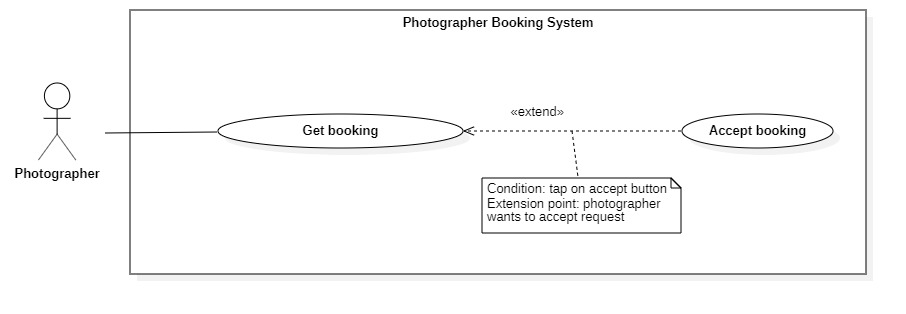 Photographer Booking System
«extend»
Get booking
Accept booking
Photographer
Condition: tap on accept button
Extension point: photographer
wants to accept request